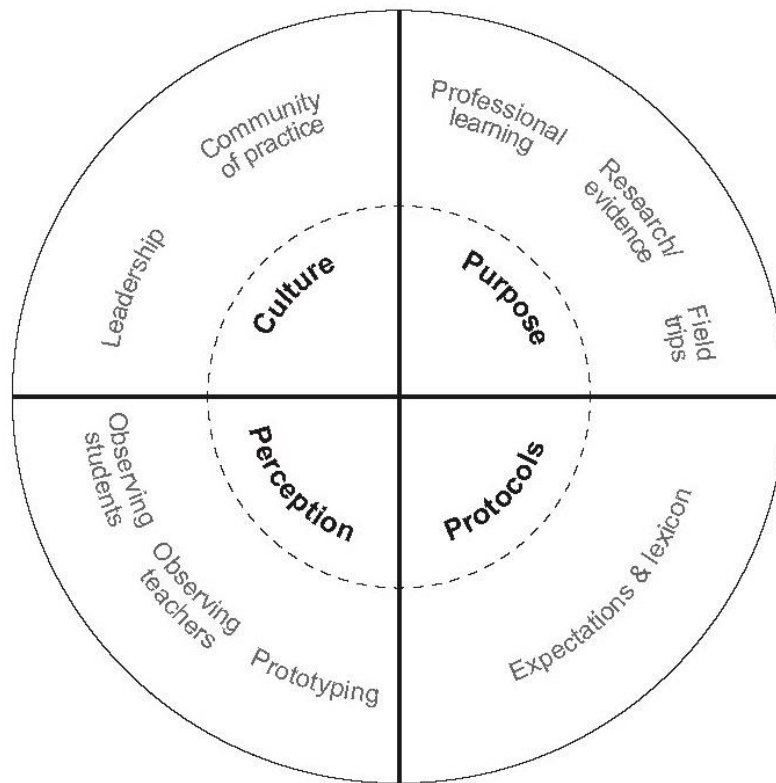 Community
of practice
Leadership
Culture
Professional
learning
Research/
evidence
Field
trips
Purpose
Perception
Observing
students
Observing
teachers
Prototyping
Protocols
Expectations & lexicon